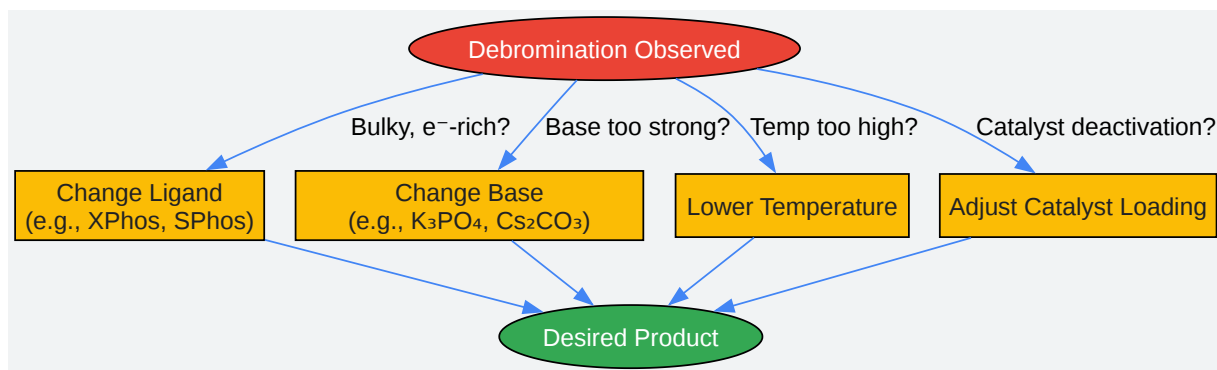 Debromination Observed
Bulky, e⁻-rich?
Base too strong?
Temp too high?
Catalyst deactivation?
Change Ligand
(e.g., XPhos, SPhos)
Change Base
(e.g., K₃PO₄, Cs₂CO₃)
Lower Temperature
Adjust Catalyst Loading
Desired Product